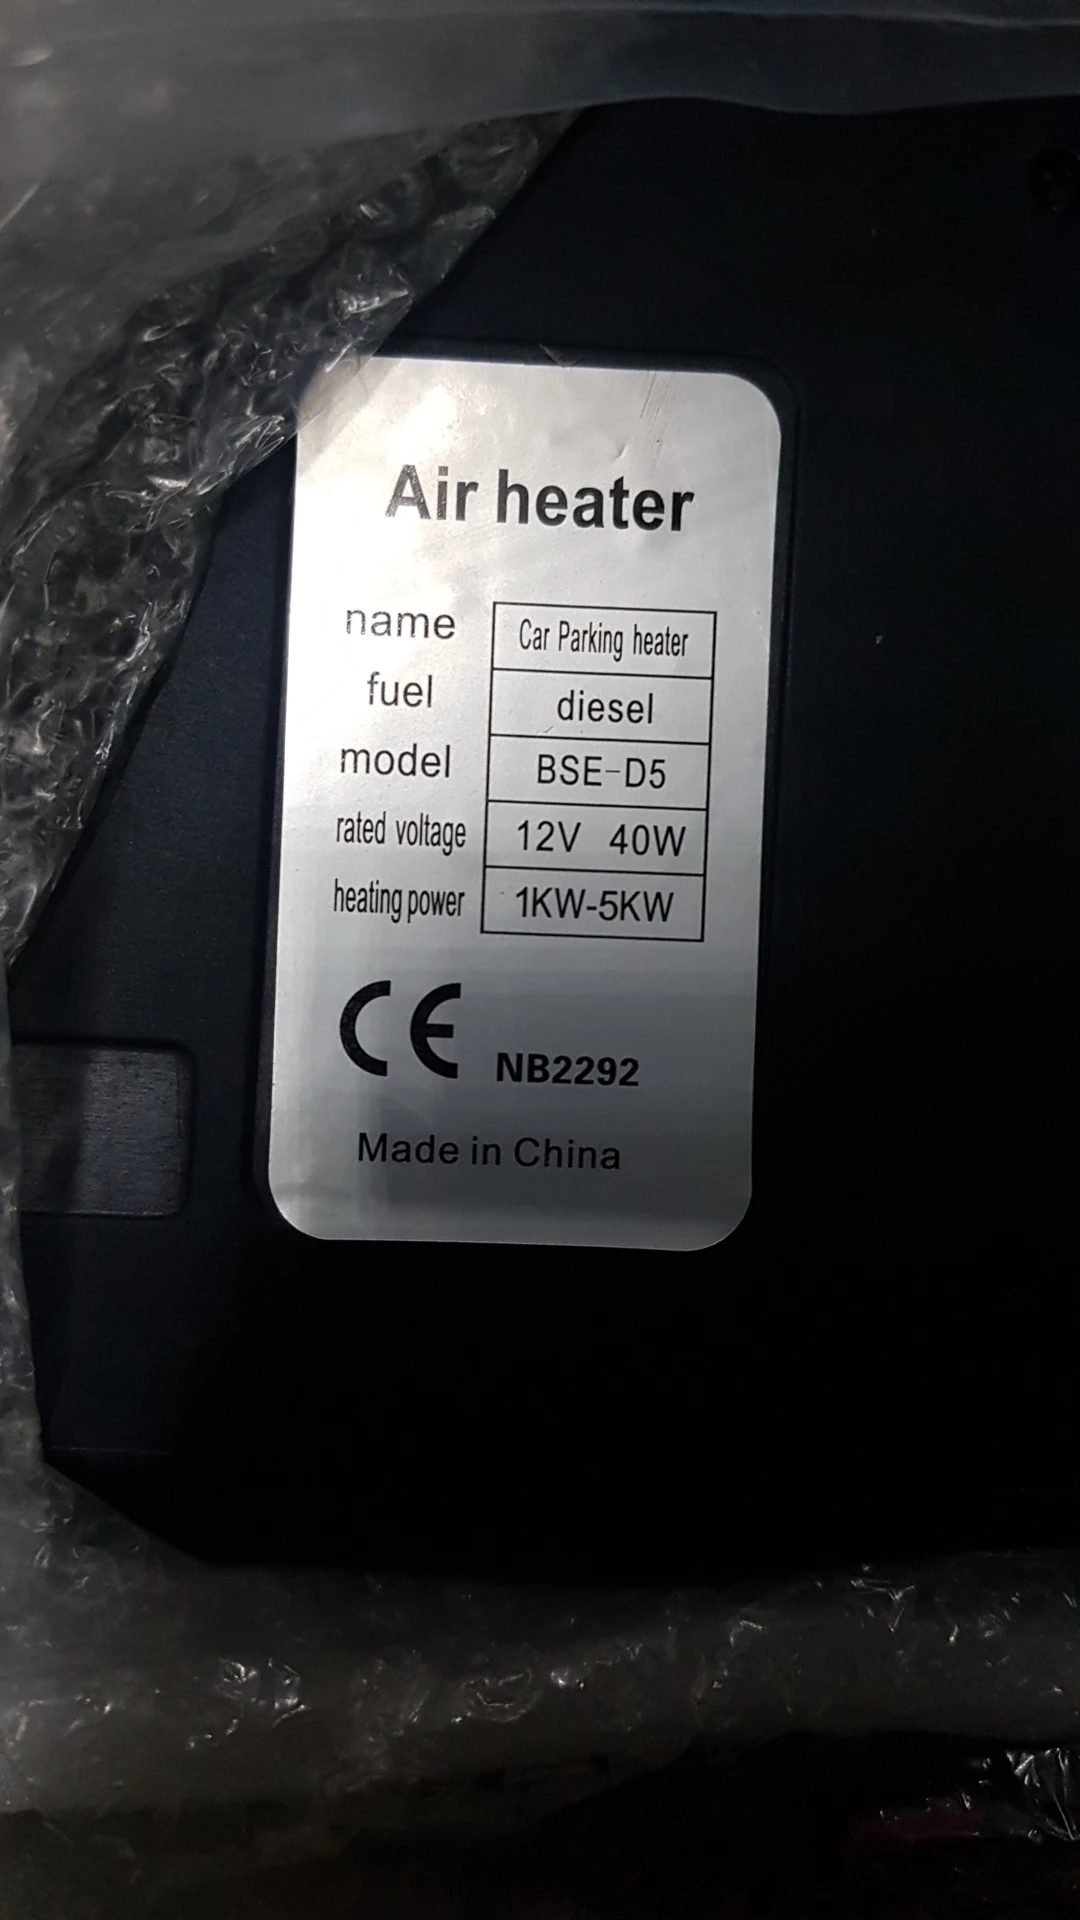 Air heater
name Car Parking heater
fuel diesel
model BSE-D5
rated voltage 12V 40W
heating power 1KW-5KW
CE NB2292
Made in China